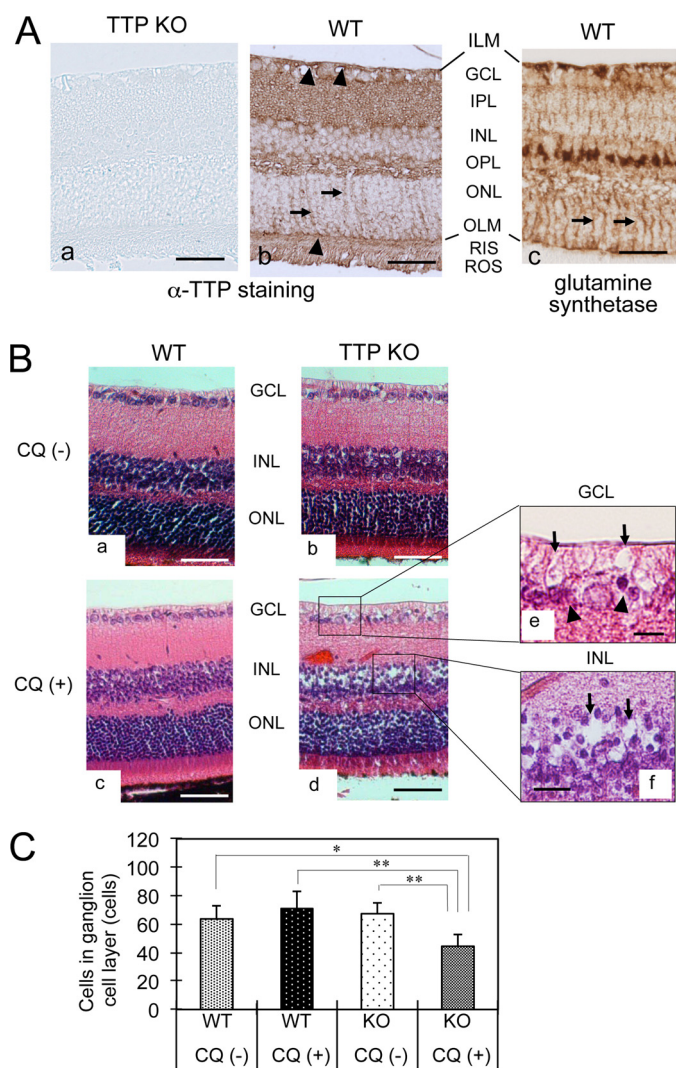 A
TTP KO
WT
WT
ILM
GCL
IPL
INL
OPL
ONL
OLM
RIS
ROS
a
b
c
α-TTP staining
glutamine
synthetase
B
WT
TTP KO
CQ (-)
GCL
INL
ONL
a
b
CQ (+)
GCL
INL
ONL
c
d
GCL
e
INL
f
C
Cells in ganglion
cell layer (cells)
120
100
80
60
40
20
0
*
**
**
WT
WT
KO
KO
CQ (-)
CQ (+)
CQ (-)
CQ (+)